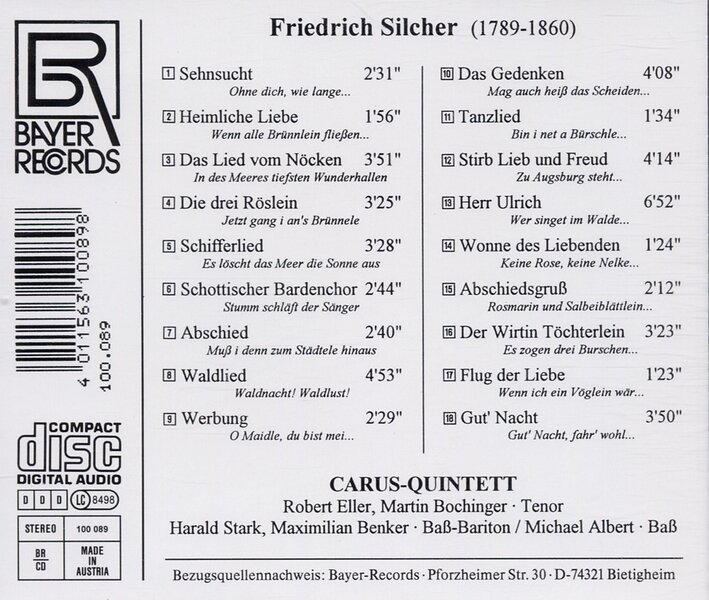 Friedrich Silcher (1789-1860)
1 Sehnsucht 2'31"
Ohne dich, wie lange...
2 Heimliche Liebe 1'56"
Wenn alle Brünnlein fließen...
3 Das Lied vom Nöcken 3'51"
In des Meeres tiefsten Wunderhallen
4 Die drei Röslein 3'25"
Jetzt gang i an's Brünnele
5 Schifferlied 3'28"
Es löscht das Meer die Sonne aus
6 Schottischer Bardenchor 2'44"
Stumm schläft der Sänger
7 Abschied 2'40"
Muß i denn zum Städtele hinaus
8 Waldlied 4'53"
Waldnacht! Waldlust!
9 Werbung 2'29"
O Maidle, du bist mei...
10 Das Gedenken 4'08"
Mag auch heiß das Scheiden...
11 Tanzlied 1'34"
Bin i net a Bürschle...
12 Stirb Lieb und Freud 4'14"
Zu Augsburg steht...
13 Herr Ulrich 6'52"
Wer singet im Walde...
14 Wonne des Liebenden 1'24"
Keine Rose, keine Nelke...
15 Abschiedsgruß 2'12"
Rosmarin und Salbeiblättlein...
16 Der Wirtin Töchterlein 3'23"
Es zogen drei Burschen...
17 Flug der Liebe 1'23"
Wenn ich ein Vöglein wär...
18 Gut' Nacht 3'50"
Gut' Nacht, fahr' wohl...
CARUS-QUINTETT
Robert Eller, Martin Bochinger · Tenor
Harald Stark, Maximilian Benker · Baß-Bariton / Michael Albert · Baß
Bezugsquellennachweis: Bayer-Records · Pforzheimer Str. 30 · D-74321 Bietigheim
BR
BAYER
RECORDS
4 011563 100898
100.089
COMPACT
disc
DIGITAL AUDIO
D D D LC 8498
STEREO 100 089
BR
CD
MADE
IN
AUSTRIA